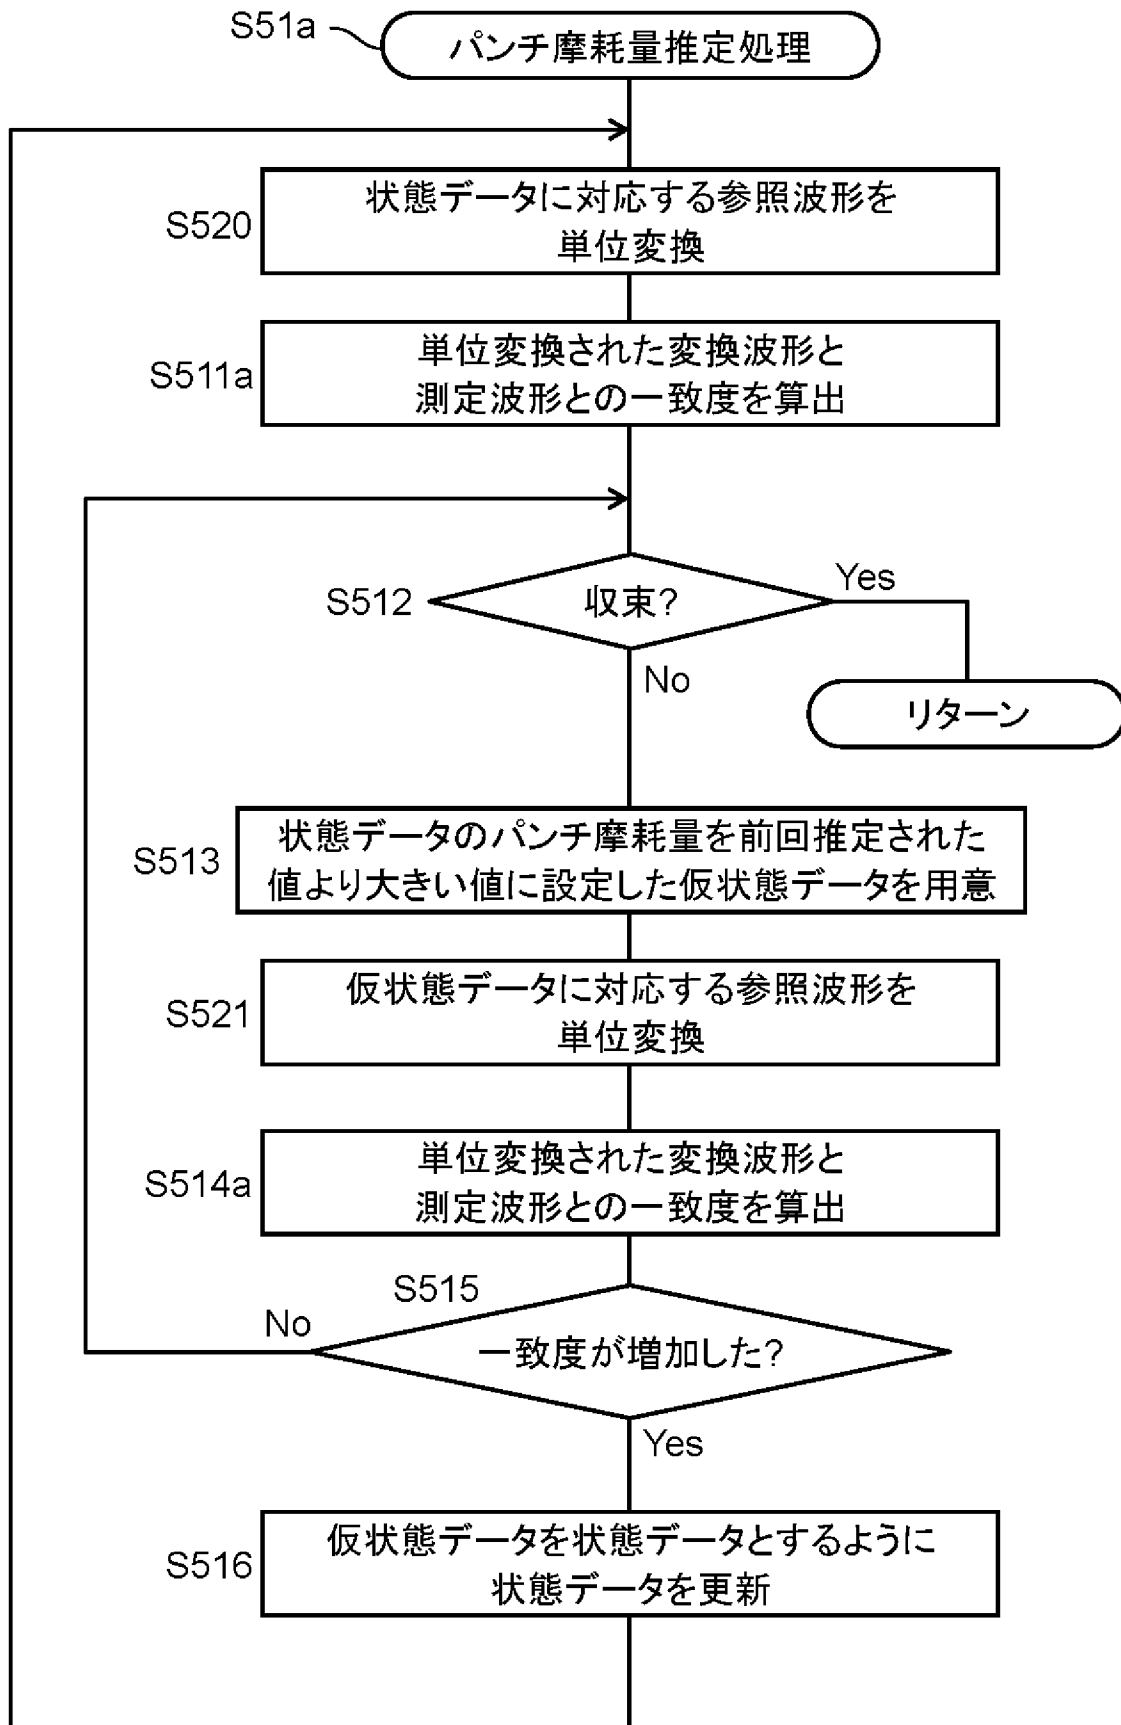 S51a
パンチ摩耗量推定処理
S520
状態データに対応する参照波形を
単位変換
S511a
単位変換された変換波形と
測定波形との一致度を算出
S512
収束?
Yes
No
リターン
S513
状態データのパンチ摩耗量を前回推定された
値より大きい値に設定した仮状態データを用意
S521
仮状態データに対応する参照波形を
単位変換
S514a
単位変換された変換波形と
測定波形との一致度を算出
S515
No
一致度が増加した?
Yes
S516
仮状態データを状態データとするように
状態データを更新